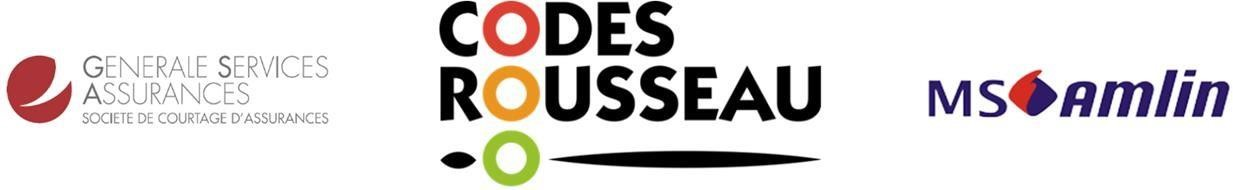 GENERALE SERVICES
ASSURANCES
SOCIETE DE COURTAGE D'ASSURANCES
CODES
ROUSSEAU
MS amlin